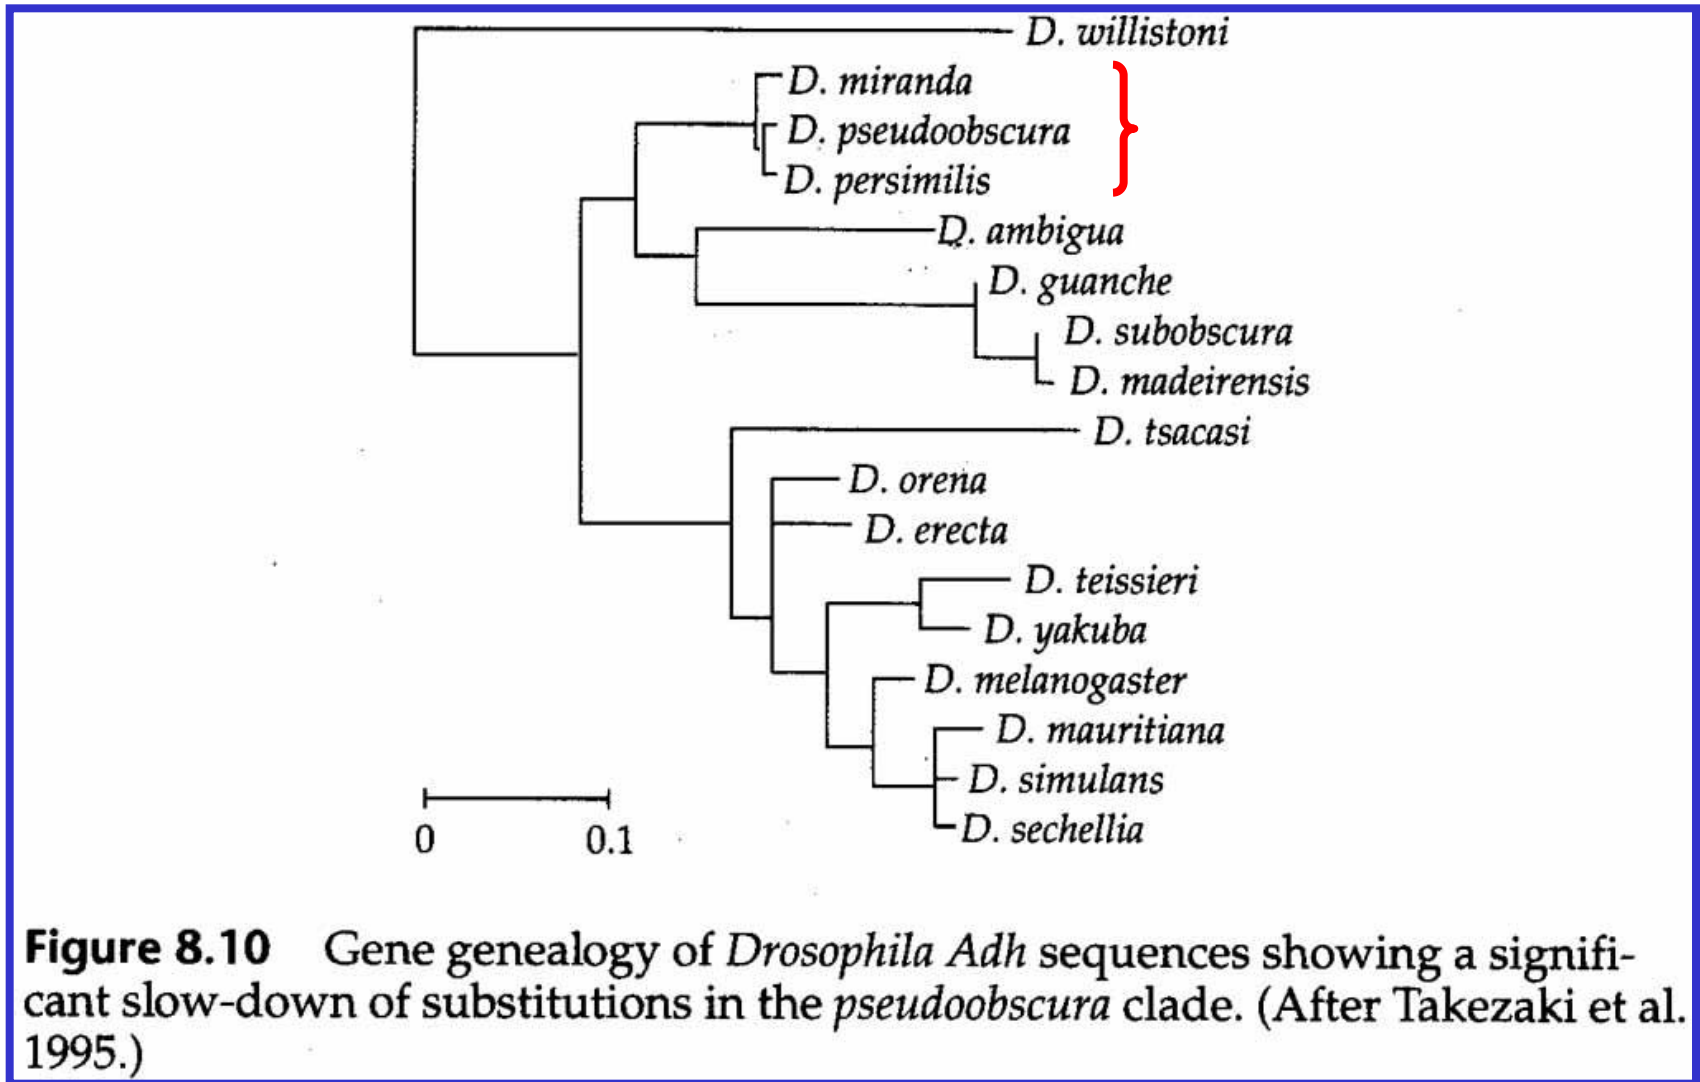 D. willistoni
D. miranda
D. pseudoobscura
D. persimilis
D. ambigua
D. guanche
D. subobscura
D. madeirensis
D. tsacasi
D. orena
D. erecta
D. teissieri
D. yakuba
D. melanogaster
D. mauritiana
D. simulans
D. sechellia
0 0.1
Figure 8.10 Gene genealogy of Drosophila Adh sequences showing a signifi-
cant slow-down of substitutions in the pseudoobscura clade. (After Takezaki et al.
1995.)